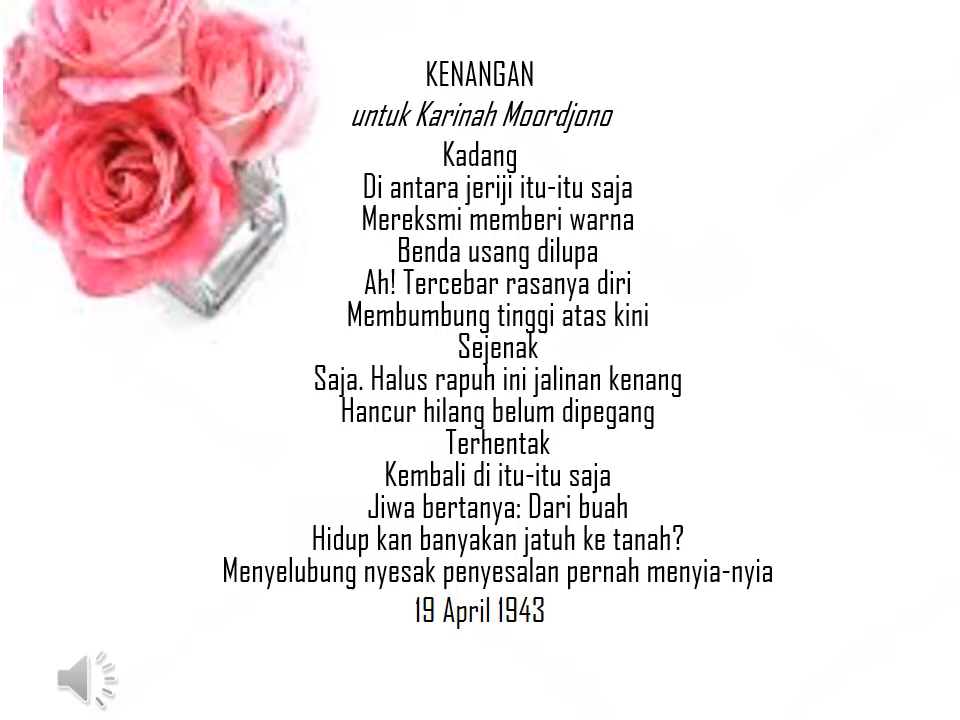 KENANGAN
untuk Karinah Moordjono
Kadang
Di antara jeriji itu-itu saja
Mereksmi memberi warna
Benda usang dilupa
Ah! Tercebar rasanya diri
Membumbung tinggi atas kini
Sejenak
Saja. Halus rapuh ini jalinan kenang
Hancur hilang belum dipegang
Terhentak
Kembali di itu-itu saja
Jiwa bertanya: Dari buah
Hidup kan banyakan jatuh ke tanah?
Menyelubung nyesak penyesalan pernah menyia-nyia
19 April 1943